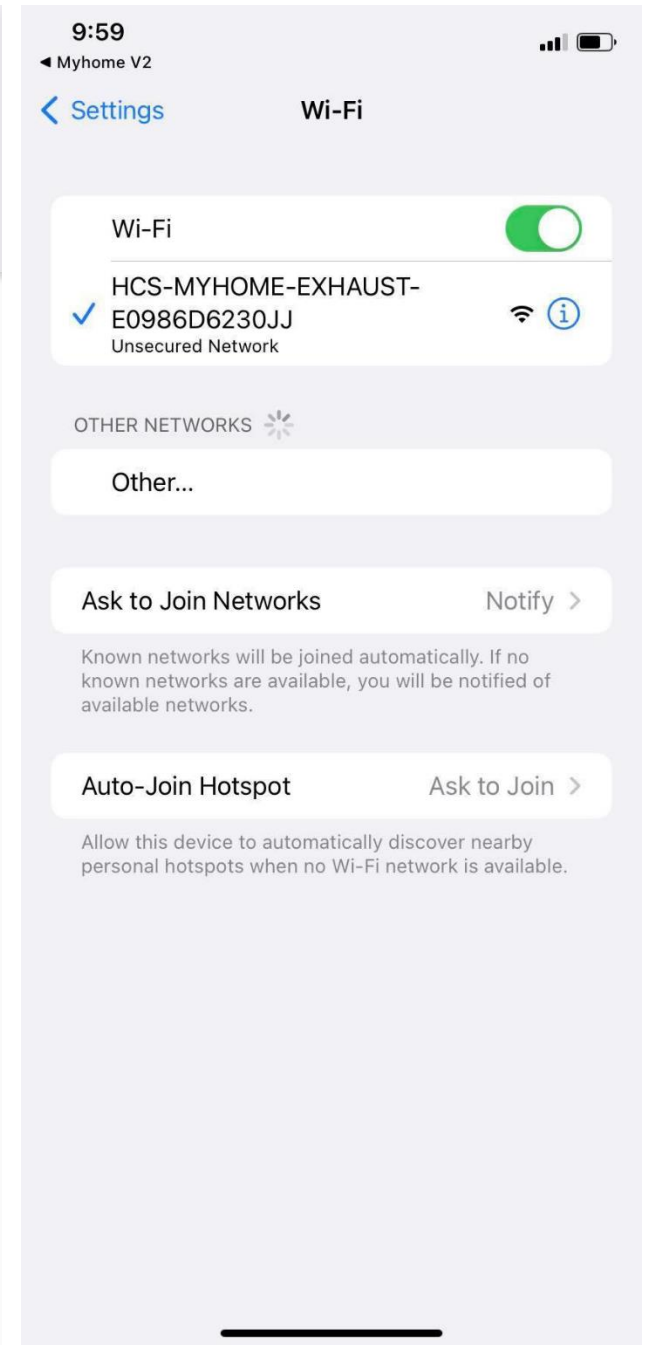 9:59
◀ Myhome V2
Settings
Wi-Fi
Wi-Fi
HCS-MYHOME-EXHAUST-
E0986D6230JJ
Unsecured Network
OTHER NETWORKS
Other...
Ask to Join Networks
Notify
Known networks will be joined automatically. If no
known networks are available, you will be notified of
available networks.
Auto-Join Hotspot
Ask to Join
Allow this device to automatically discover nearby
personal hotspots when no Wi-Fi network is available.